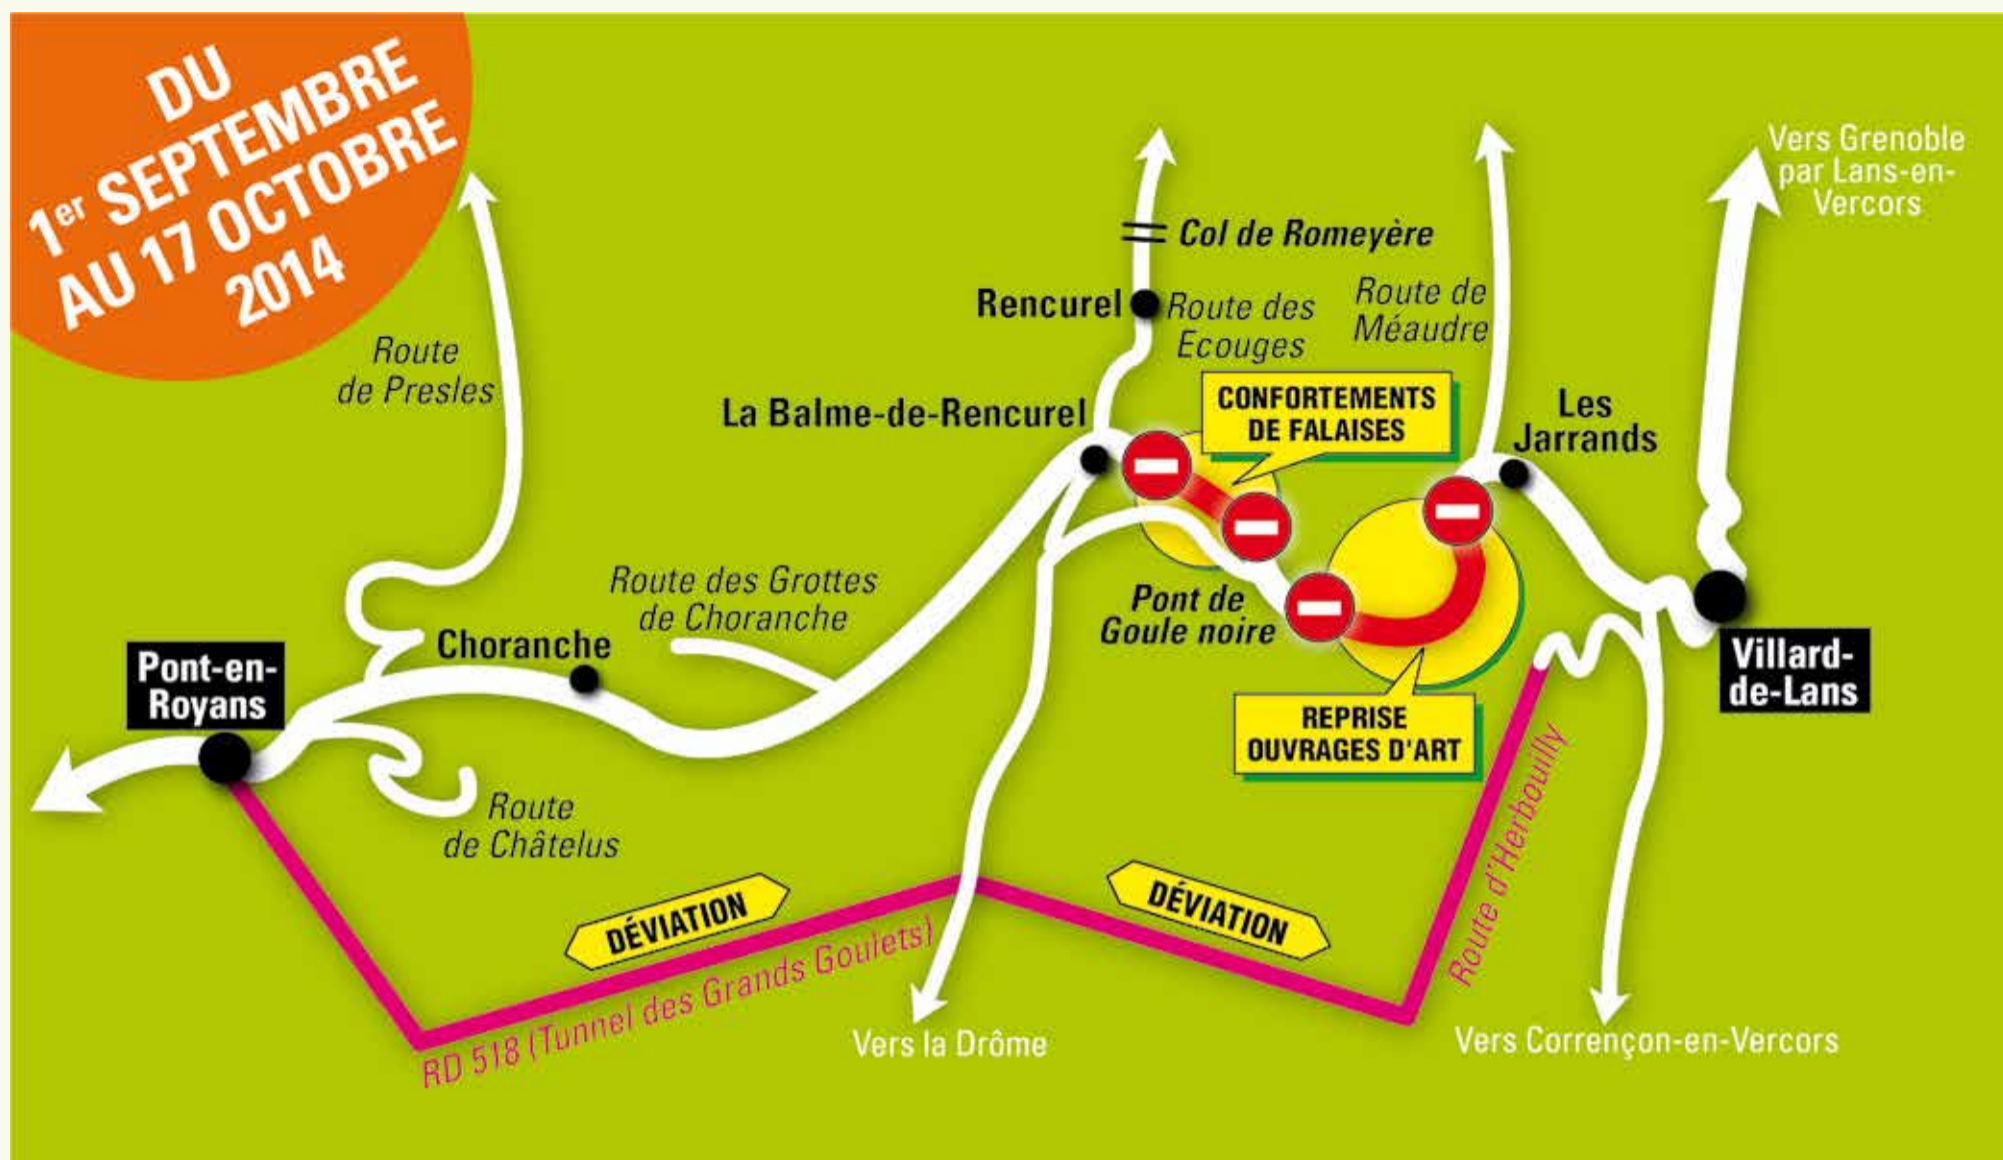 DU
1er SEPTEMBRE
AU 17 OCTOBRE
2014
Vers Grenoble
par Lans-en-
Vercors
Col de Romeyère
Rencurel
Route des
Ecouges
Route de
Méaudre
Route
de Presles
La Balme-de-Rencurel
CONFORTEMENTS
DE FALAISES
Les
Jarrands
Route des Grottes
de Choranche
Pont de
Goule noire
Choranche
Pont-en-
Royans
Villard-
de-Lans
REPRISE
OUVRAGES D'ART
Route
de Châtelus
DÉVIATION
DÉVIATION
Route d'Herbouilly
RD 518 (Tunnel des Grands Goulets)
Vers la Drôme
Vers Corrençon-en-Vercors